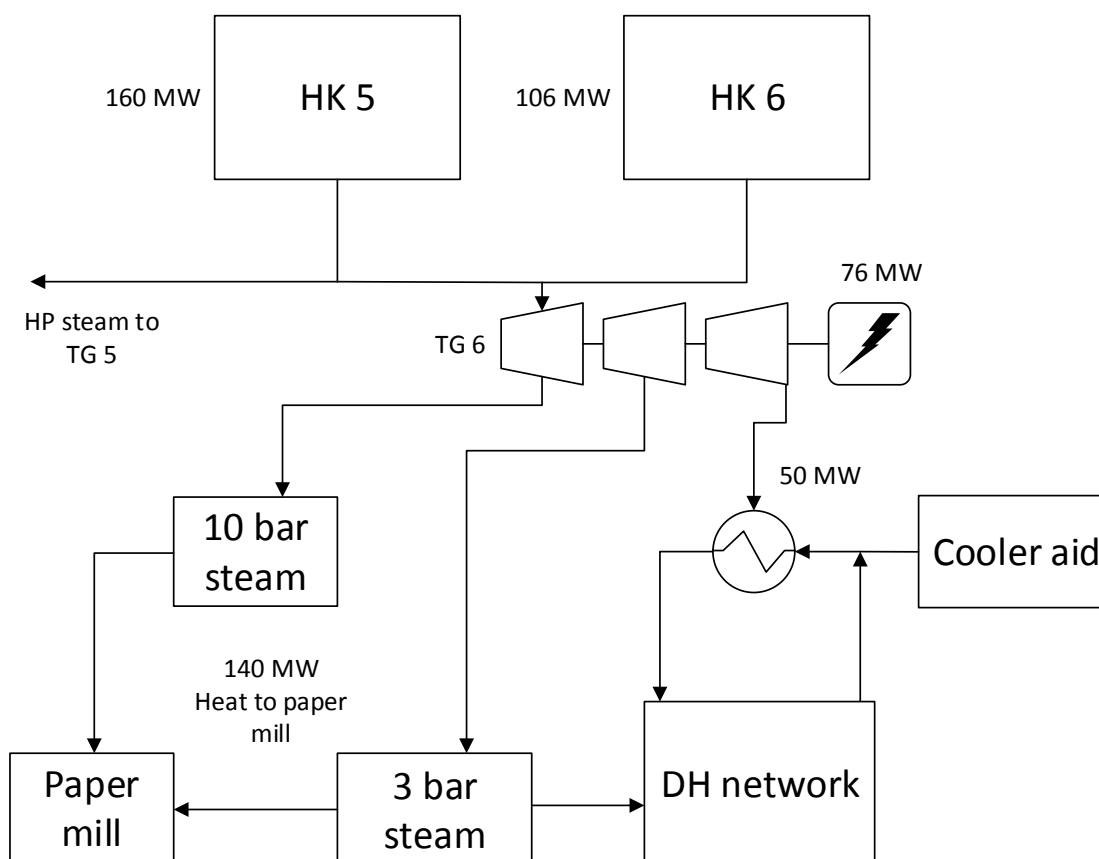 160 MW
HK 5
106 MW
HK 6
76 MW
HP steam to
TG 5
TG 6
50 MW
10 bar
steam
Cooler aid
140 MW
Heat to paper
mill
Paper
mill
3 bar
steam
DH network